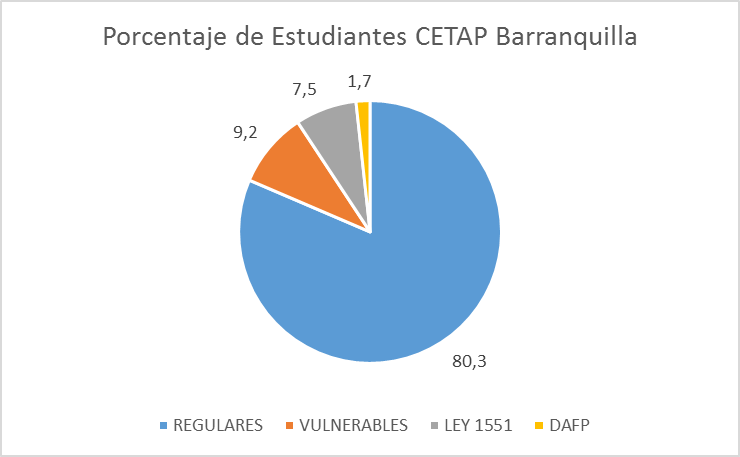 Porcentaje de Estudiantes CETAP Barranquilla
1,7
7,5
9,2
80,3
REGULARES VULNERABLES LEY 1551 DAFP